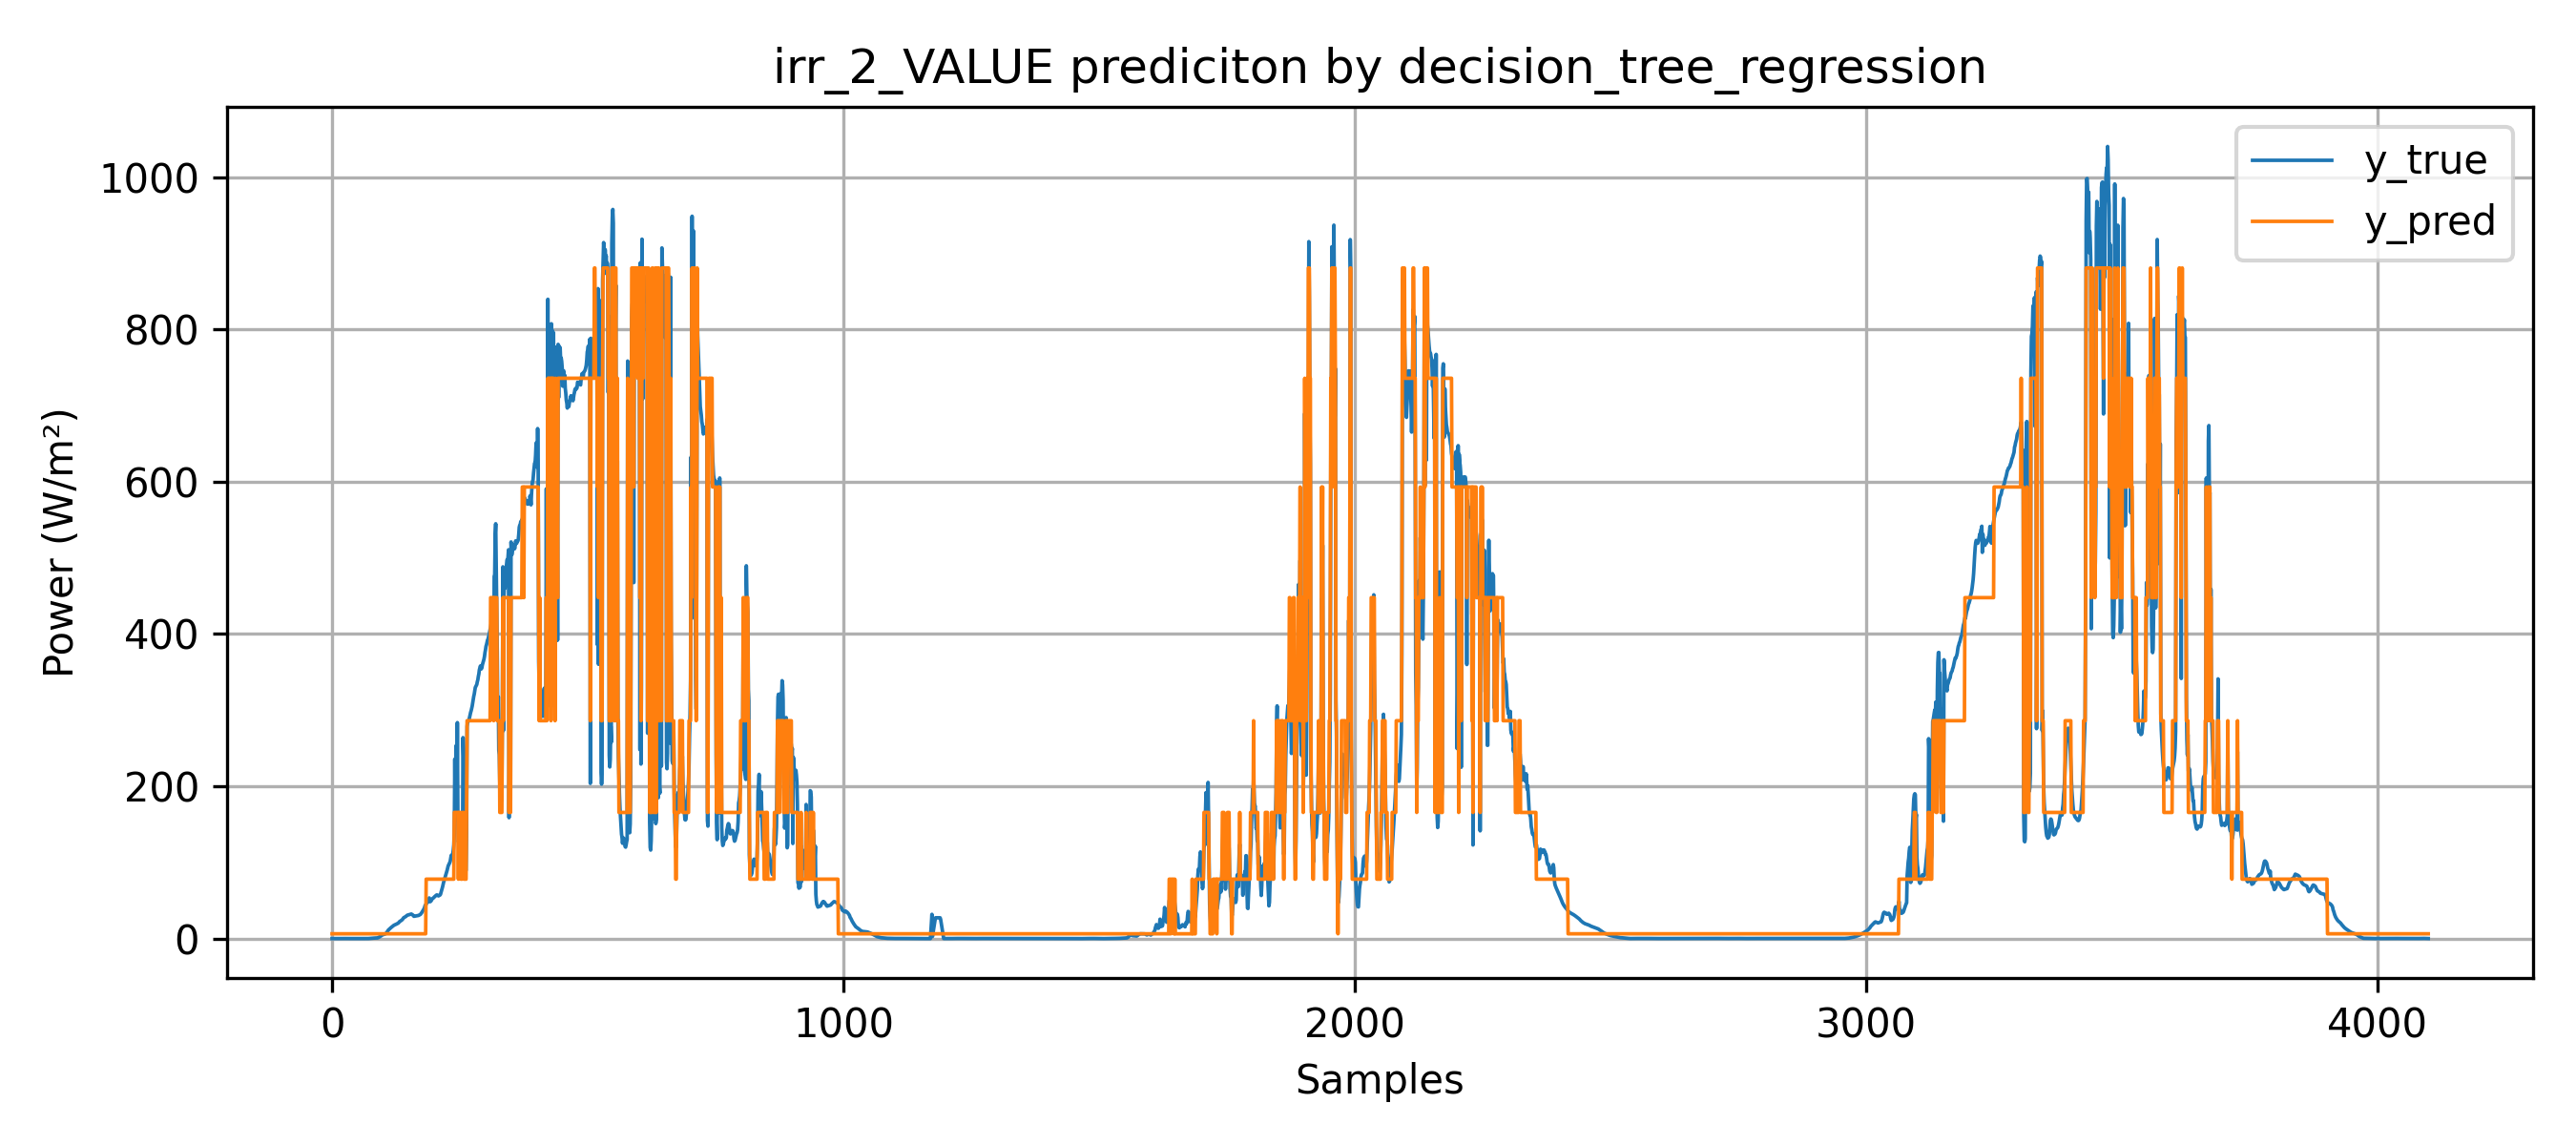 irr_2_VALUE prediciton by decision_tree_regression
y_true
y_pred
Power (W/m²)
1000
800
600
400
200
0
0 1000 2000 3000 4000
Samples